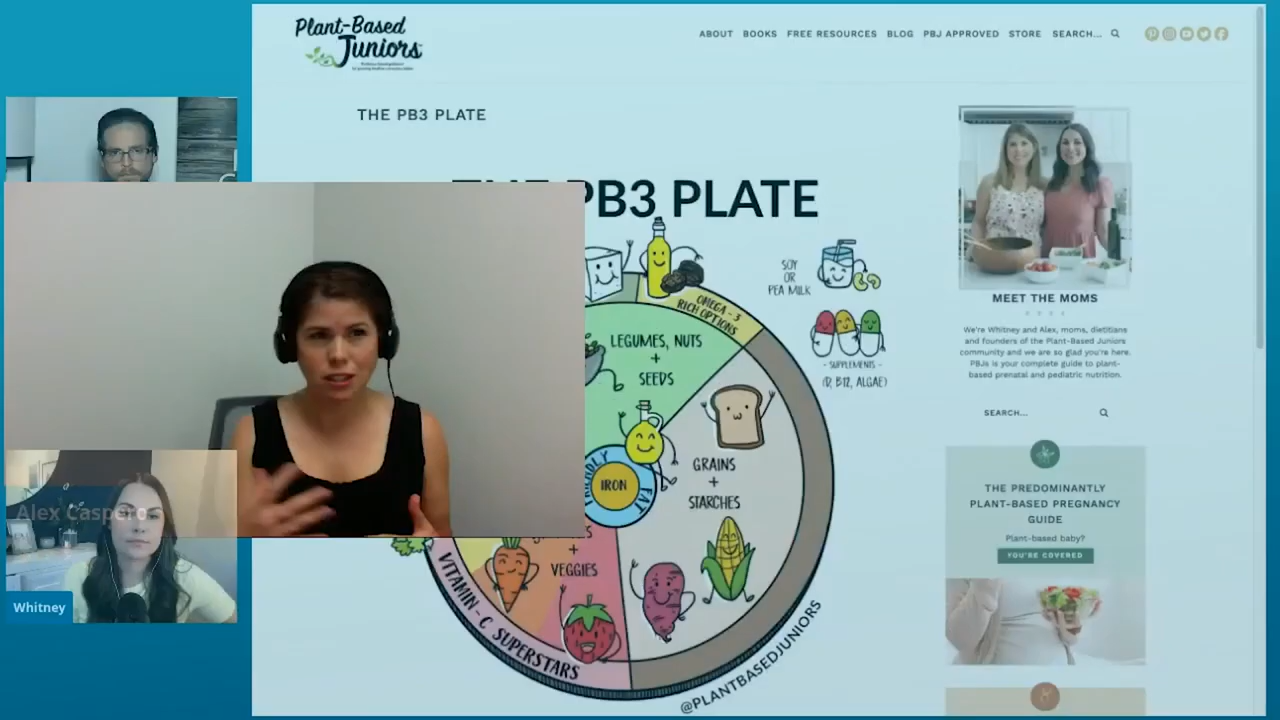 Plant-Based
Juniors
ABOUT BOOKS FREE RESOURCES BLOG PBJ APPROVED STORE SEARCH...
THE PB3 PLATE
PB3 PLATE
SOY
OR
PEA MILK
OMEGA-3
RICH OPTIONS
LEGUMES, NUTS
+
SEEDS
- SUPPLEMENTS -
(D, B12, ALGAE)
GRAINS
+
STARCHES
IRON
FAT
+
VEGGIES
VITAMIN-C SUPERSTARS
@PLANTBASEDJUNIORS
MEET THE MOMS
We're Whitney and Alex, moms, dietitians
and founders of the Plant-Based Juniors
community and we are so glad you're here.
PBJs is your complete guide to plant-
based prenatal and pediatric nutrition.
SEARCH...
THE PREDOMINANTLY
PLANT-BASED PREGNANCY
GUIDE
Plant-based baby?
YOU'RE COVERED
Alex Caspero
Whitney